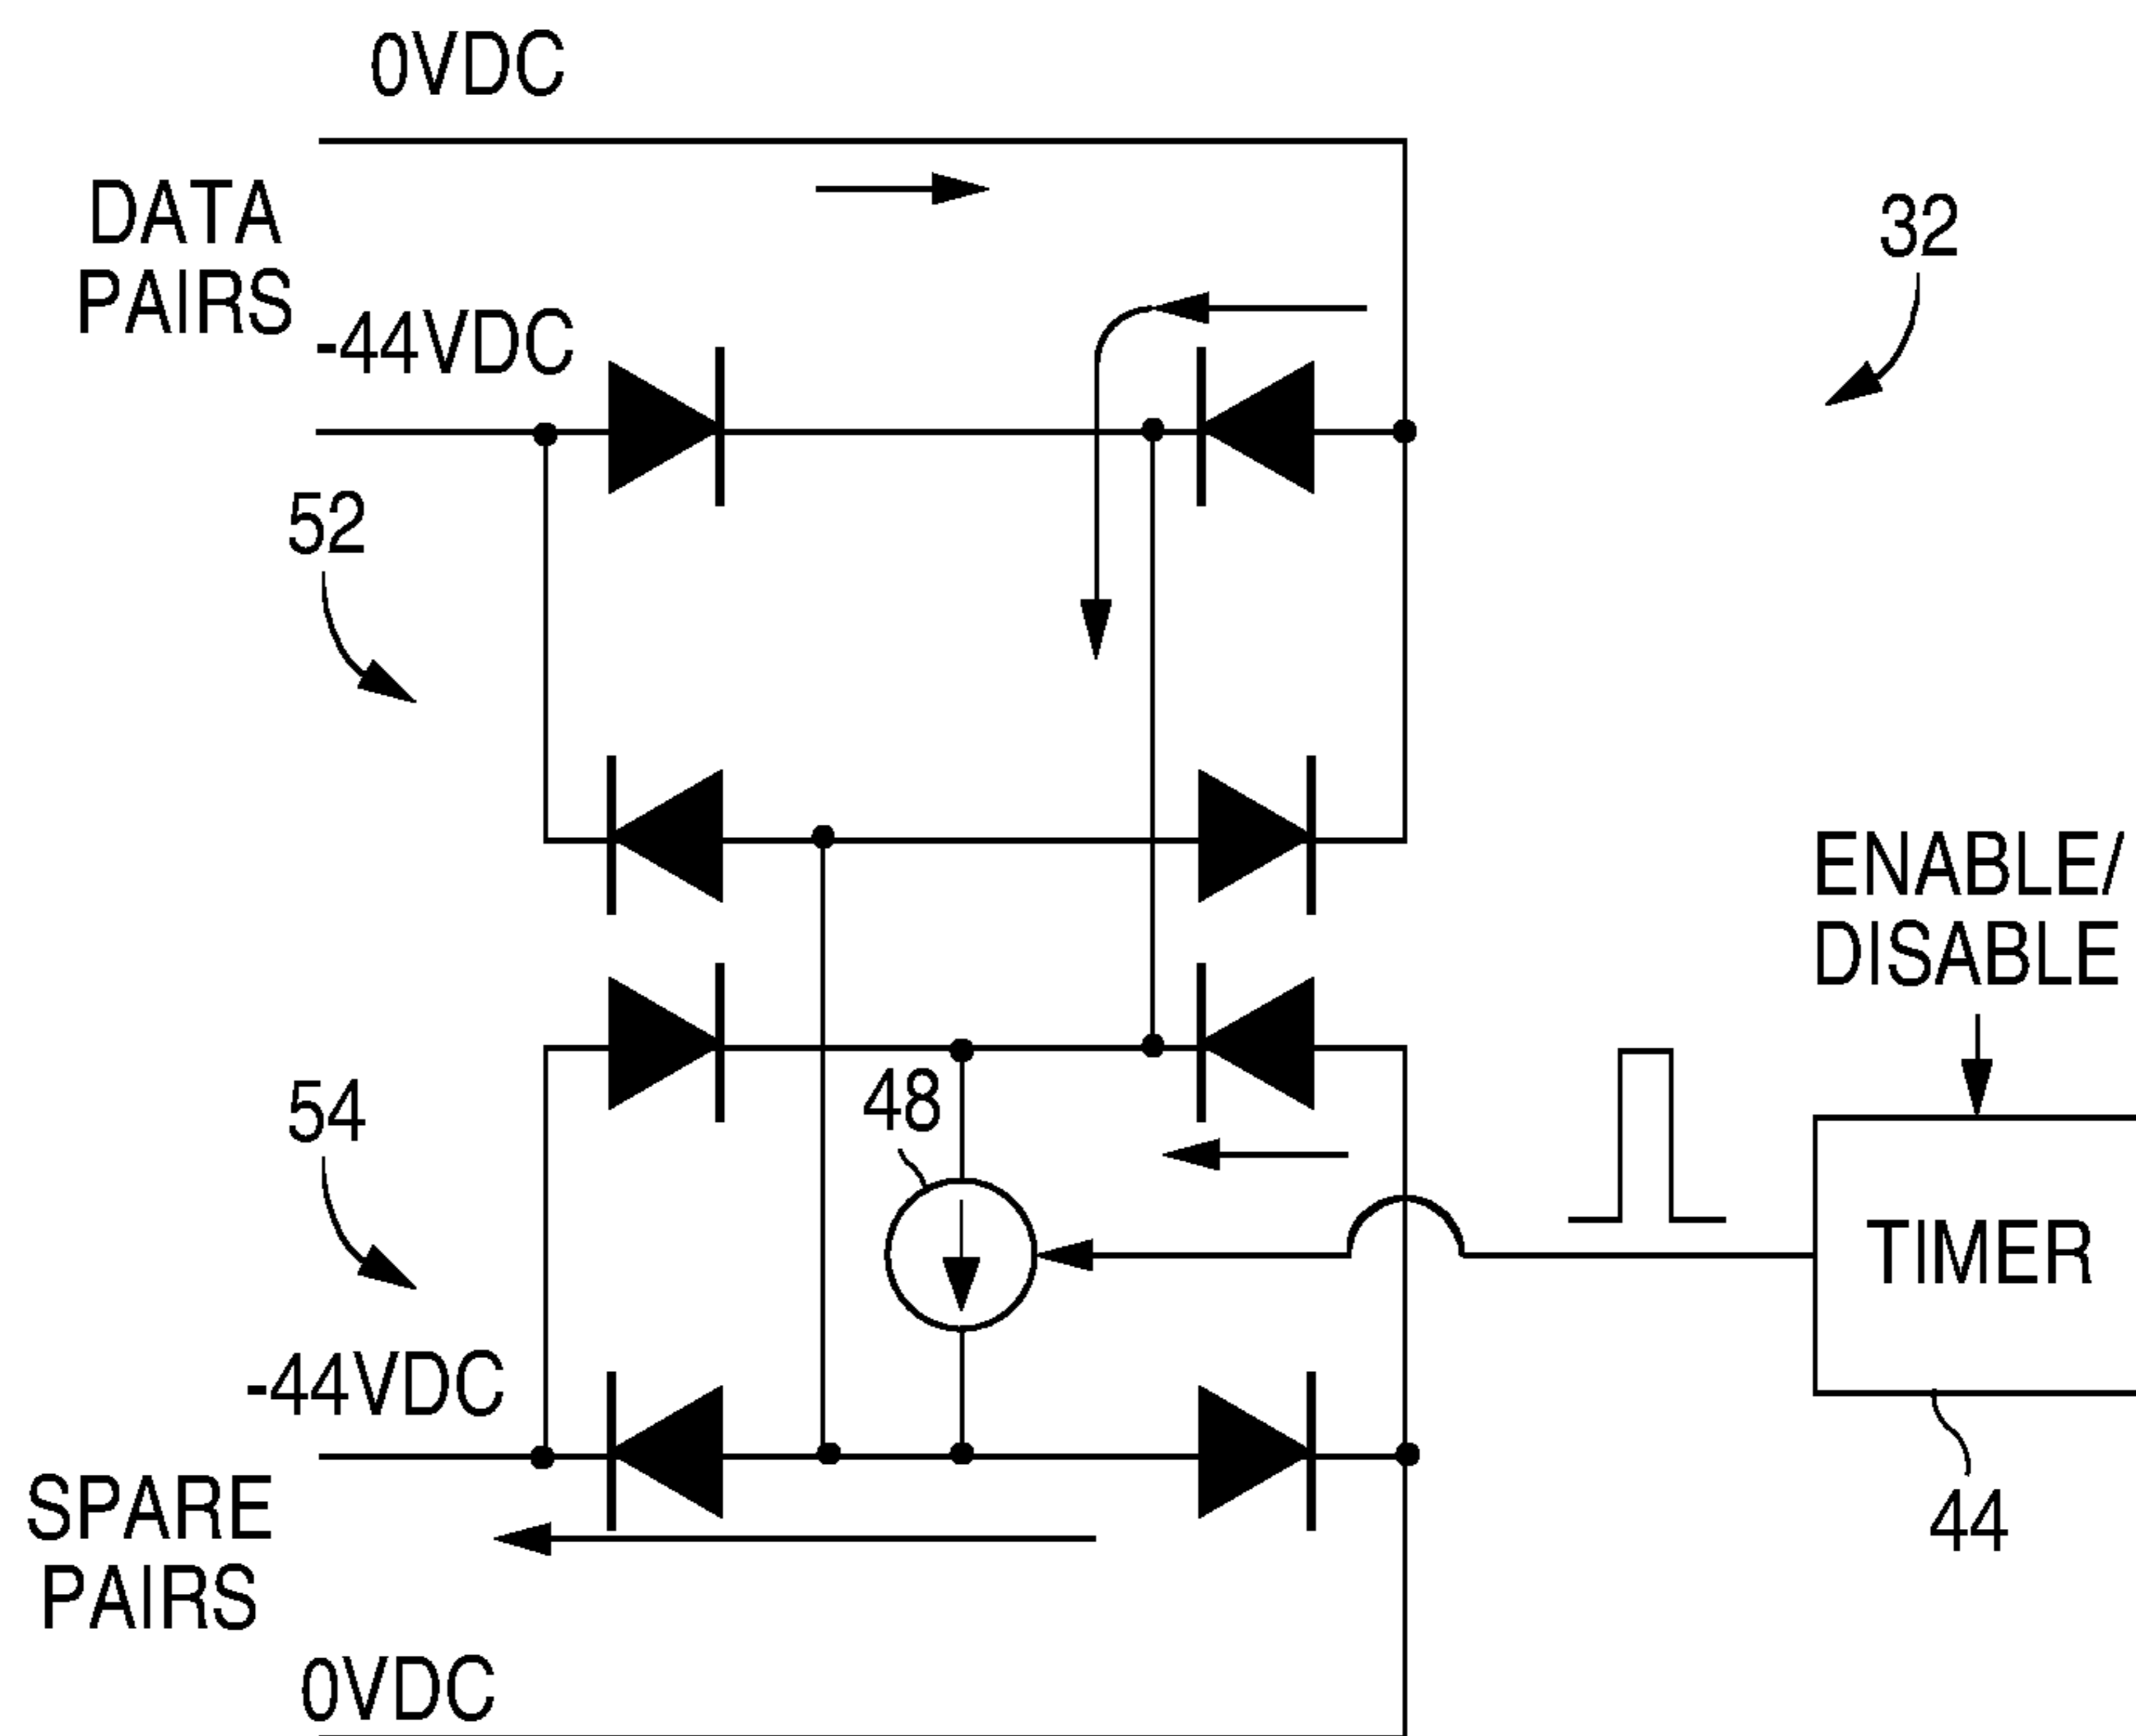 0VDC
DATA
PAIRS
-44VDC
32
52
ENABLE/
DISABLE
54
48
TIMER
-44VDC
SPARE
PAIRS
44
0VDC